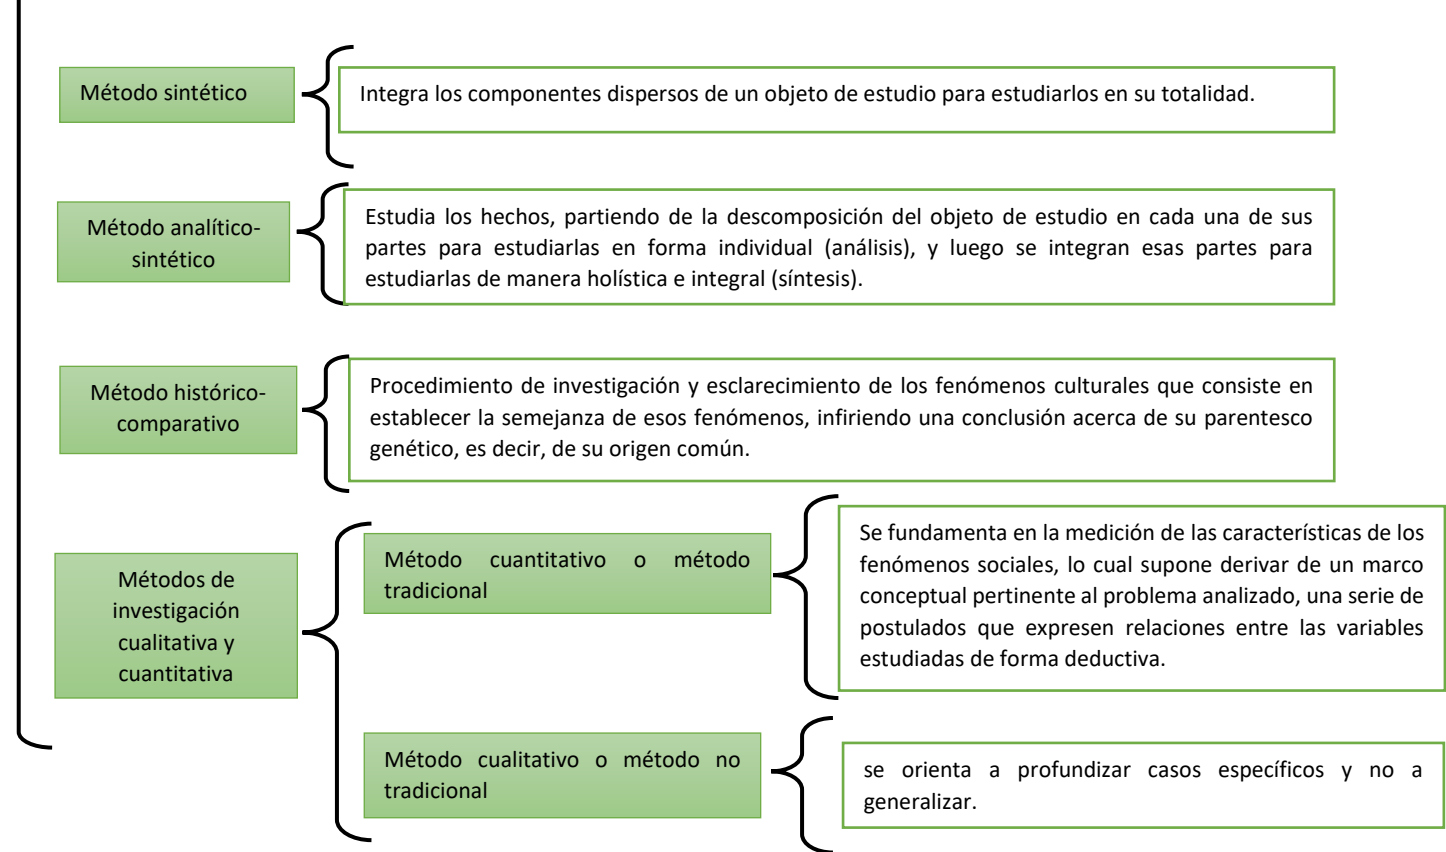 Método sintético
Integra los componentes dispersos de un objeto de estudio para estudiarlos en su totalidad.
Método analítico-
sintético
Estudia los hechos, partiendo de la descomposición del objeto de estudio en cada una de sus
partes para estudiarlas en forma individual (análisis), y luego se integran esas partes para
estudiarlas de manera holística e integral (síntesis).
Método histórico-
comparativo
Procedimiento de investigación y esclarecimiento de los fenómenos culturales que consiste en
establecer la semejanza de esos fenómenos, infiriendo una conclusión acerca de su parentesco
genético, es decir, de su origen común.
Métodos de
investigación
cualitativa y
cuantitativa
Método cuantitativo o método
tradicional
Se fundamenta en la medición de las características de los
fenómenos sociales, lo cual supone derivar de un marco
conceptual pertinente al problema analizado, una serie de
postulados que expresen relaciones entre las variables
estudiadas de forma deductiva.
Método cualitativo o método no
tradicional
se orienta a profundizar casos específicos y no a
generalizar.